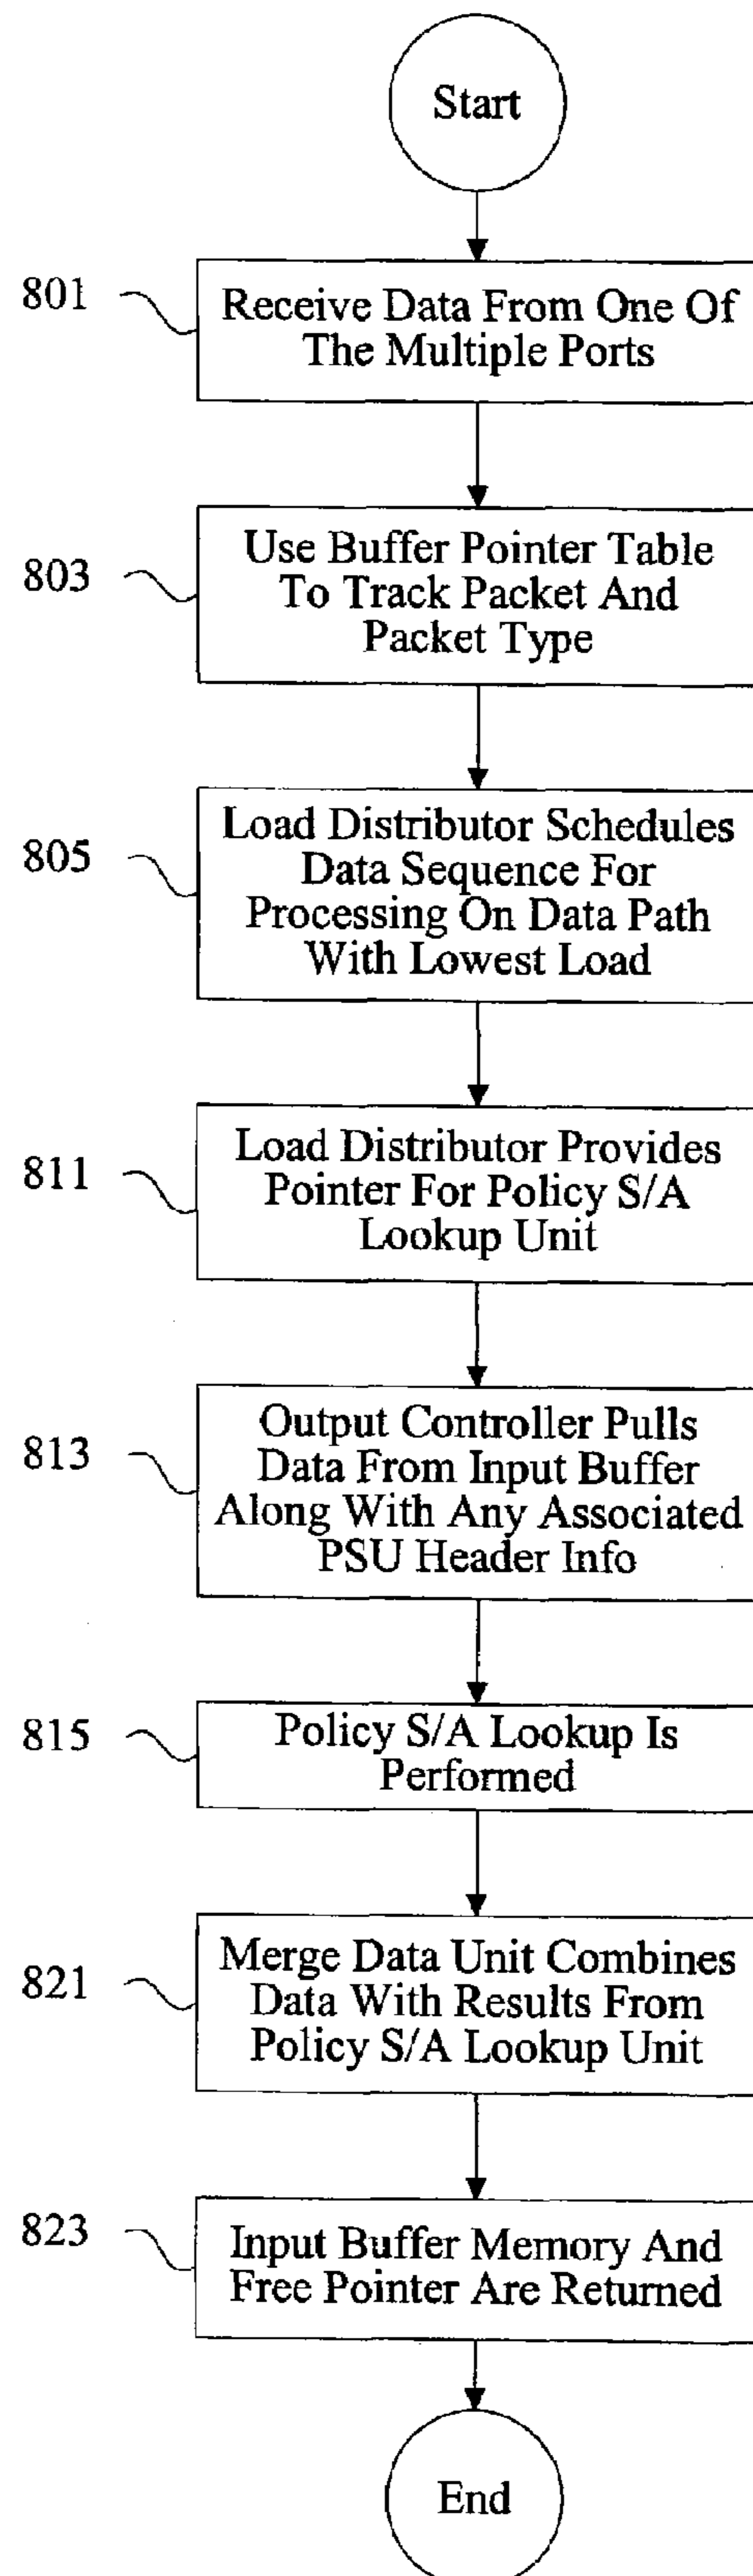 Start
801
Receive Data From One Of
The Multiple Ports
803
Use Buffer Pointer Table
To Track Packet And
Packet Type
805
Load Distributor Schedules
Data Sequence For
Processing On Data Path
With Lowest Load
811
Load Distributor Provides
Pointer For Policy S/A
Lookup Unit
813
Output Controller Pulls
Data From Input Buffer
Along With Any Associated
PSU Header Info
815
Policy S/A Lookup Is
Performed
821
Merge Data Unit Combines
Data With Results From
Policy S/A Lookup Unit
823
Input Buffer Memory And
Free Pointer Are Returned
End